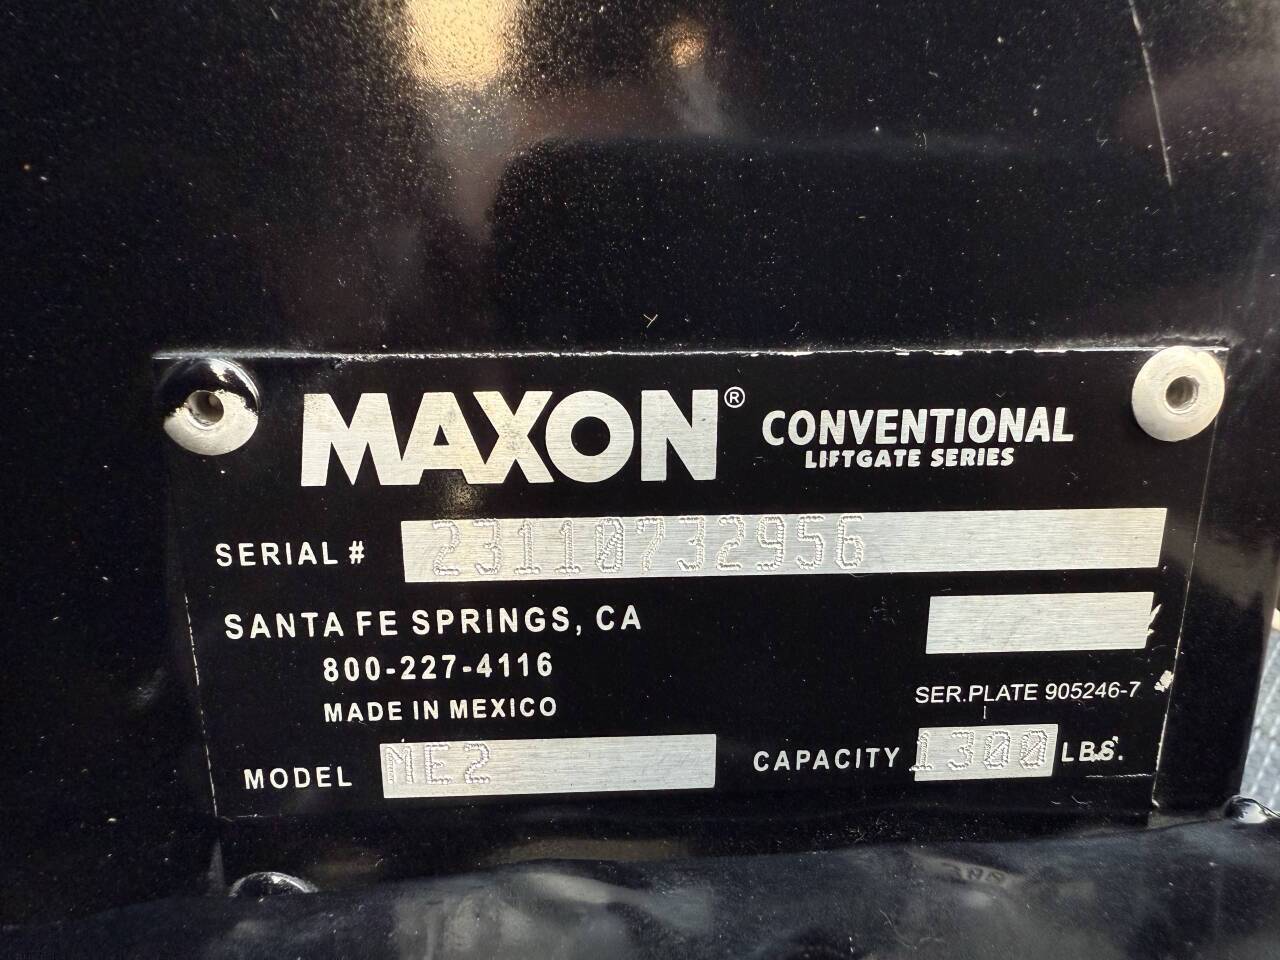 MAXON® CONVENTIONAL
LIFTGATE SERIES
SERIAL # 23110732956
SANTA FE SPRINGS, CA
800-227-4116
MADE IN MEXICO
SER.PLATE 905246-7
MODEL ME2
CAPACITY 1300 LBS.